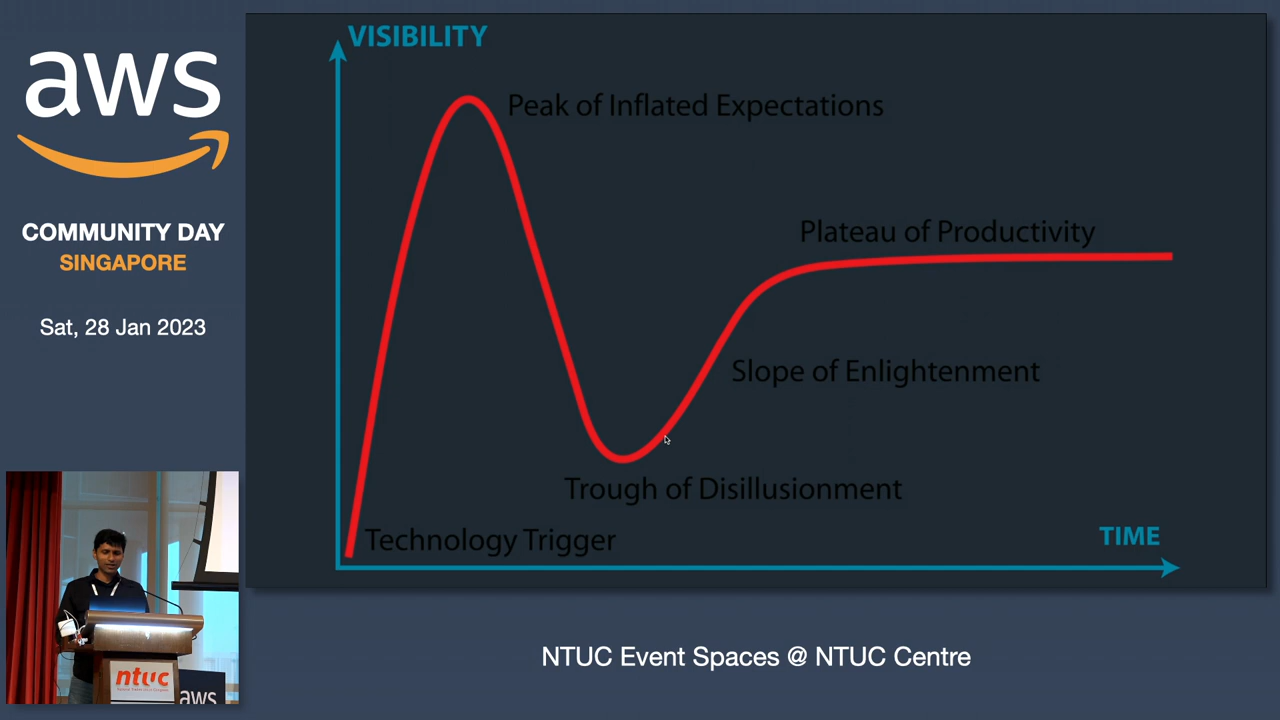 aws
COMMUNITY DAY
SINGAPORE
Sat, 28 Jan 2023
VISIBILITY
Peak of Inflated Expectations
Plateau of Productivity
Slope of Enlightenment
Trough of Disillusionment
Technology Trigger
TIME
ntuc
aws
NTUC Event Spaces @ NTUC Centre